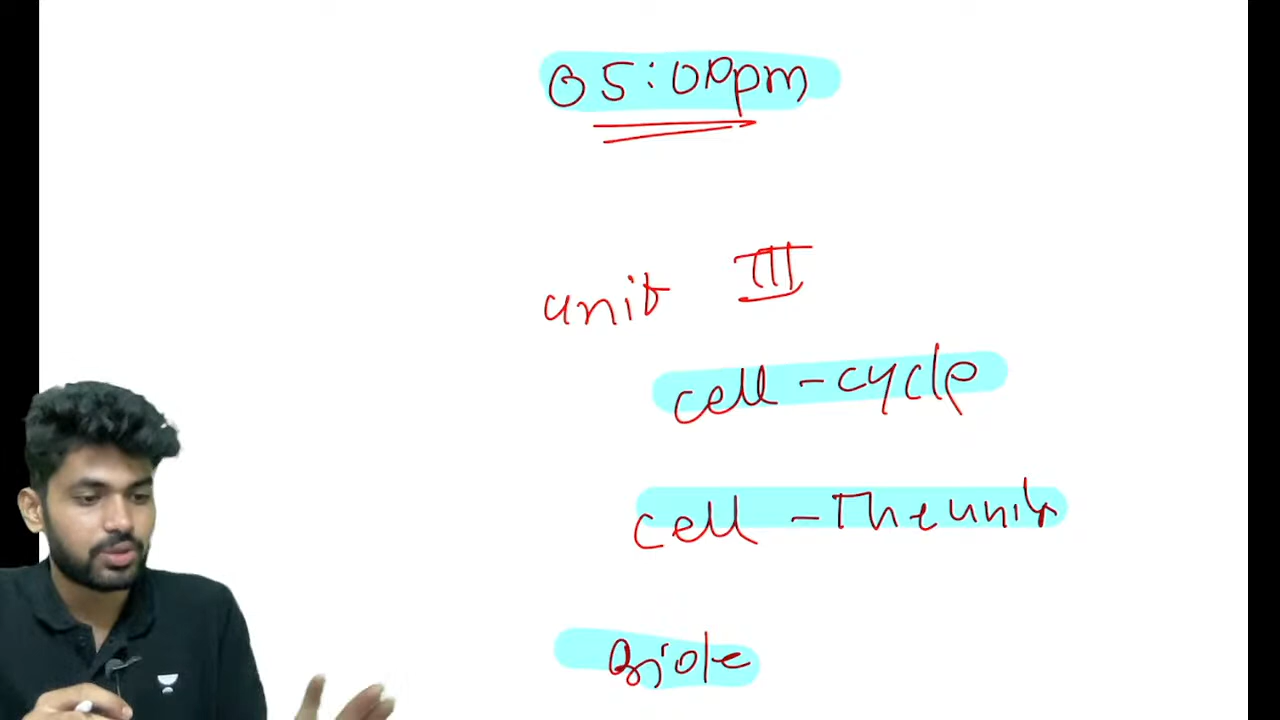 05:00pm
unit III
cell - cycle
cell - The unit
Biole